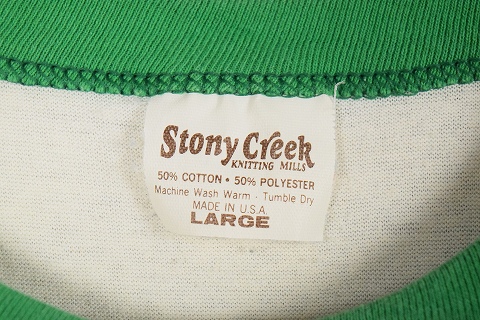 Stony Creek
KNITTING MILLS
50% COTTON • 50% POLYESTER
Machine Wash Warm · Tumble Dry
MADE IN U.S.A.
LARGE